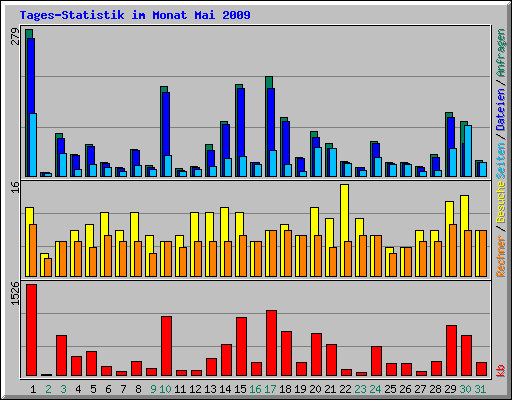 Tages-Statistik im Monat Mai 2009
279
16
1526
Rechner / Besuche Seiten / Dateien / Anfragen
kb
1 2 3 4 5 6 7 8 9 10 11 12 13 14 15 16 17 18 19 20 21 22 23 24 25 26 27 28 29 30 31